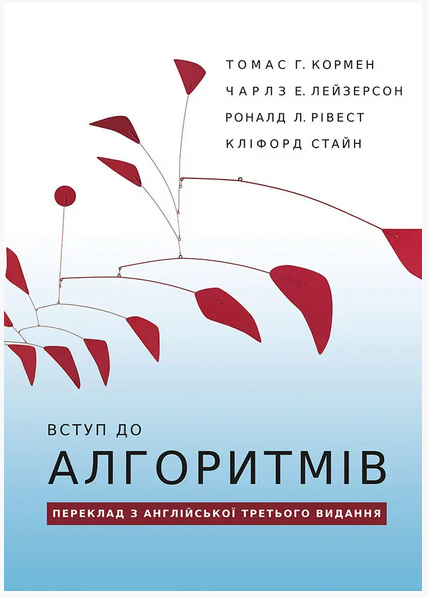 ТОМАС Г. КОРМЕН
ЧАРЛЗ Е. ЛЕЙЗЕРСОН
РОНАЛД Л. РІВЕСТ
КЛІФОРД СТАЙН
ВСТУП ДО
АЛГОРИТМІВ
ПЕРЕКЛАД З АНГЛІЙСЬКОЇ ТРЕТЬОГО ВИДАННЯ